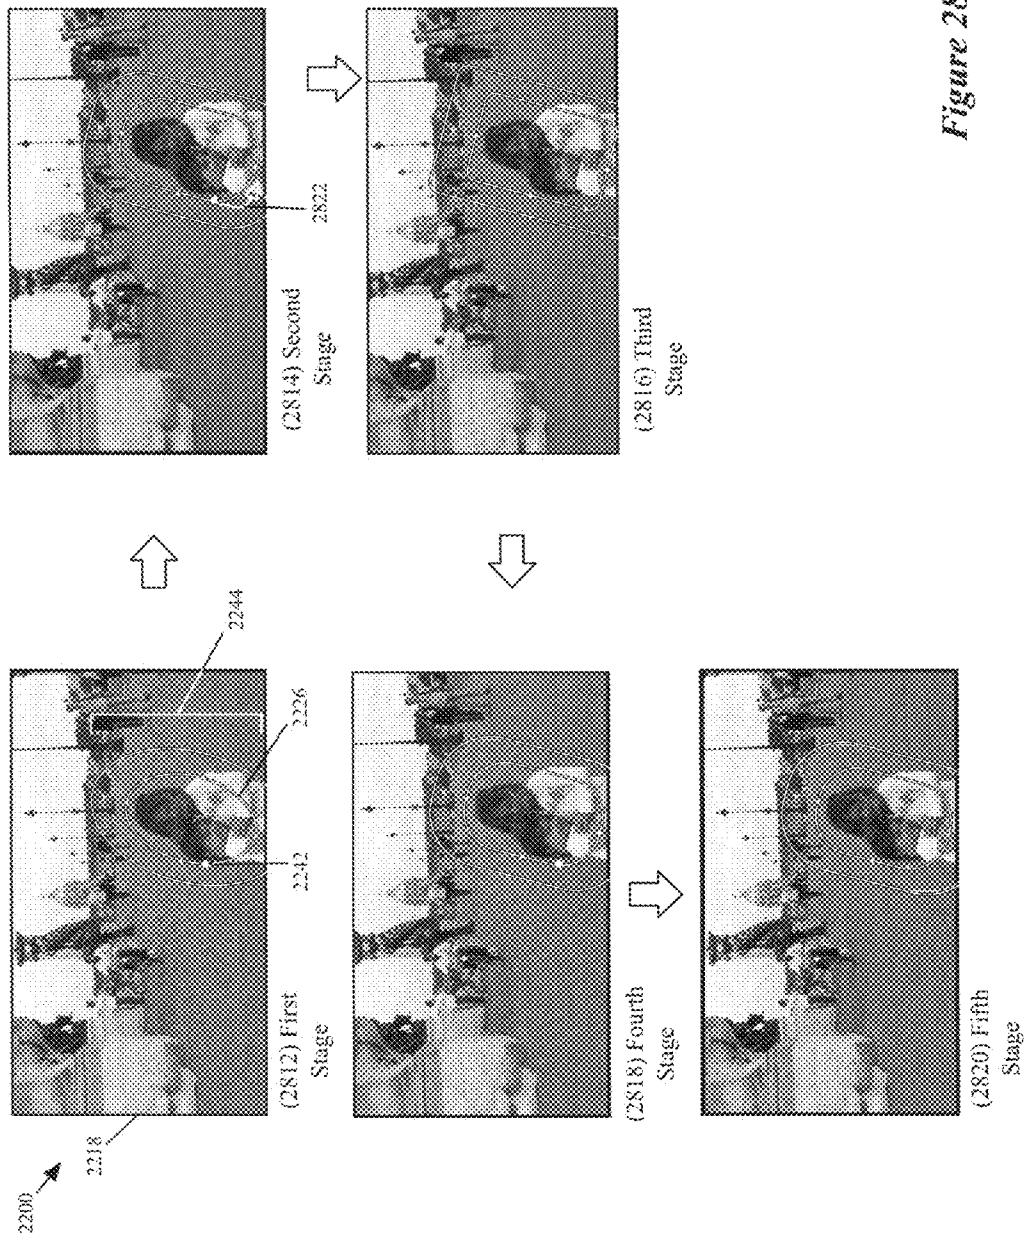 2200
2218
2244
2226
2242
(2812) First
Stage
2822
(2814) Second
Stage
(2816) Third
Stage
(2818) Fourth
Stage
(2820) Fifth
Stage
Figure 28